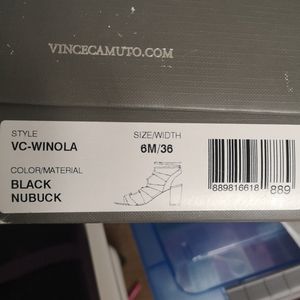 VINCECAMUTO.COM
STYLE
VC-WINOLA
SIZE/WIDTH
6M/36
COLOR/MATERIAL
BLACK
NUBUCK
889816618 889